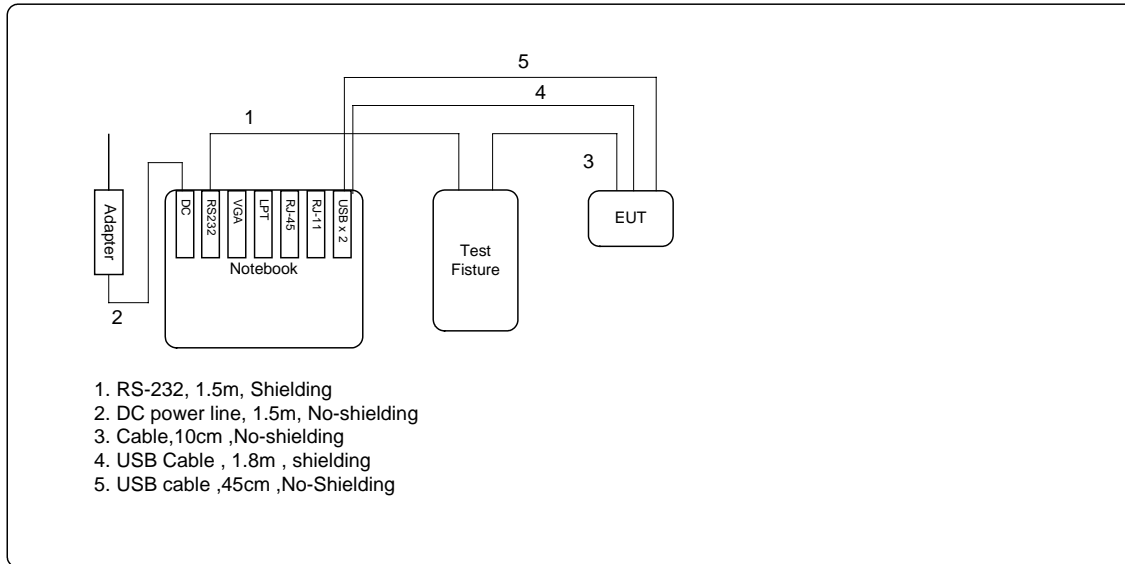 5
4
1
3
Adapter
DC
RS232
VGA
LPT
RJ-45
RJ-11
USB x 2
Notebook
Test
Fisture
EUT
2
1. RS-232, 1.5m, Shielding
2. DC power line, 1.5m, No-shielding
3. Cable,10cm ,No-shielding
4. USB Cable , 1.8m , shielding
5. USB cable ,45cm ,No-Shielding